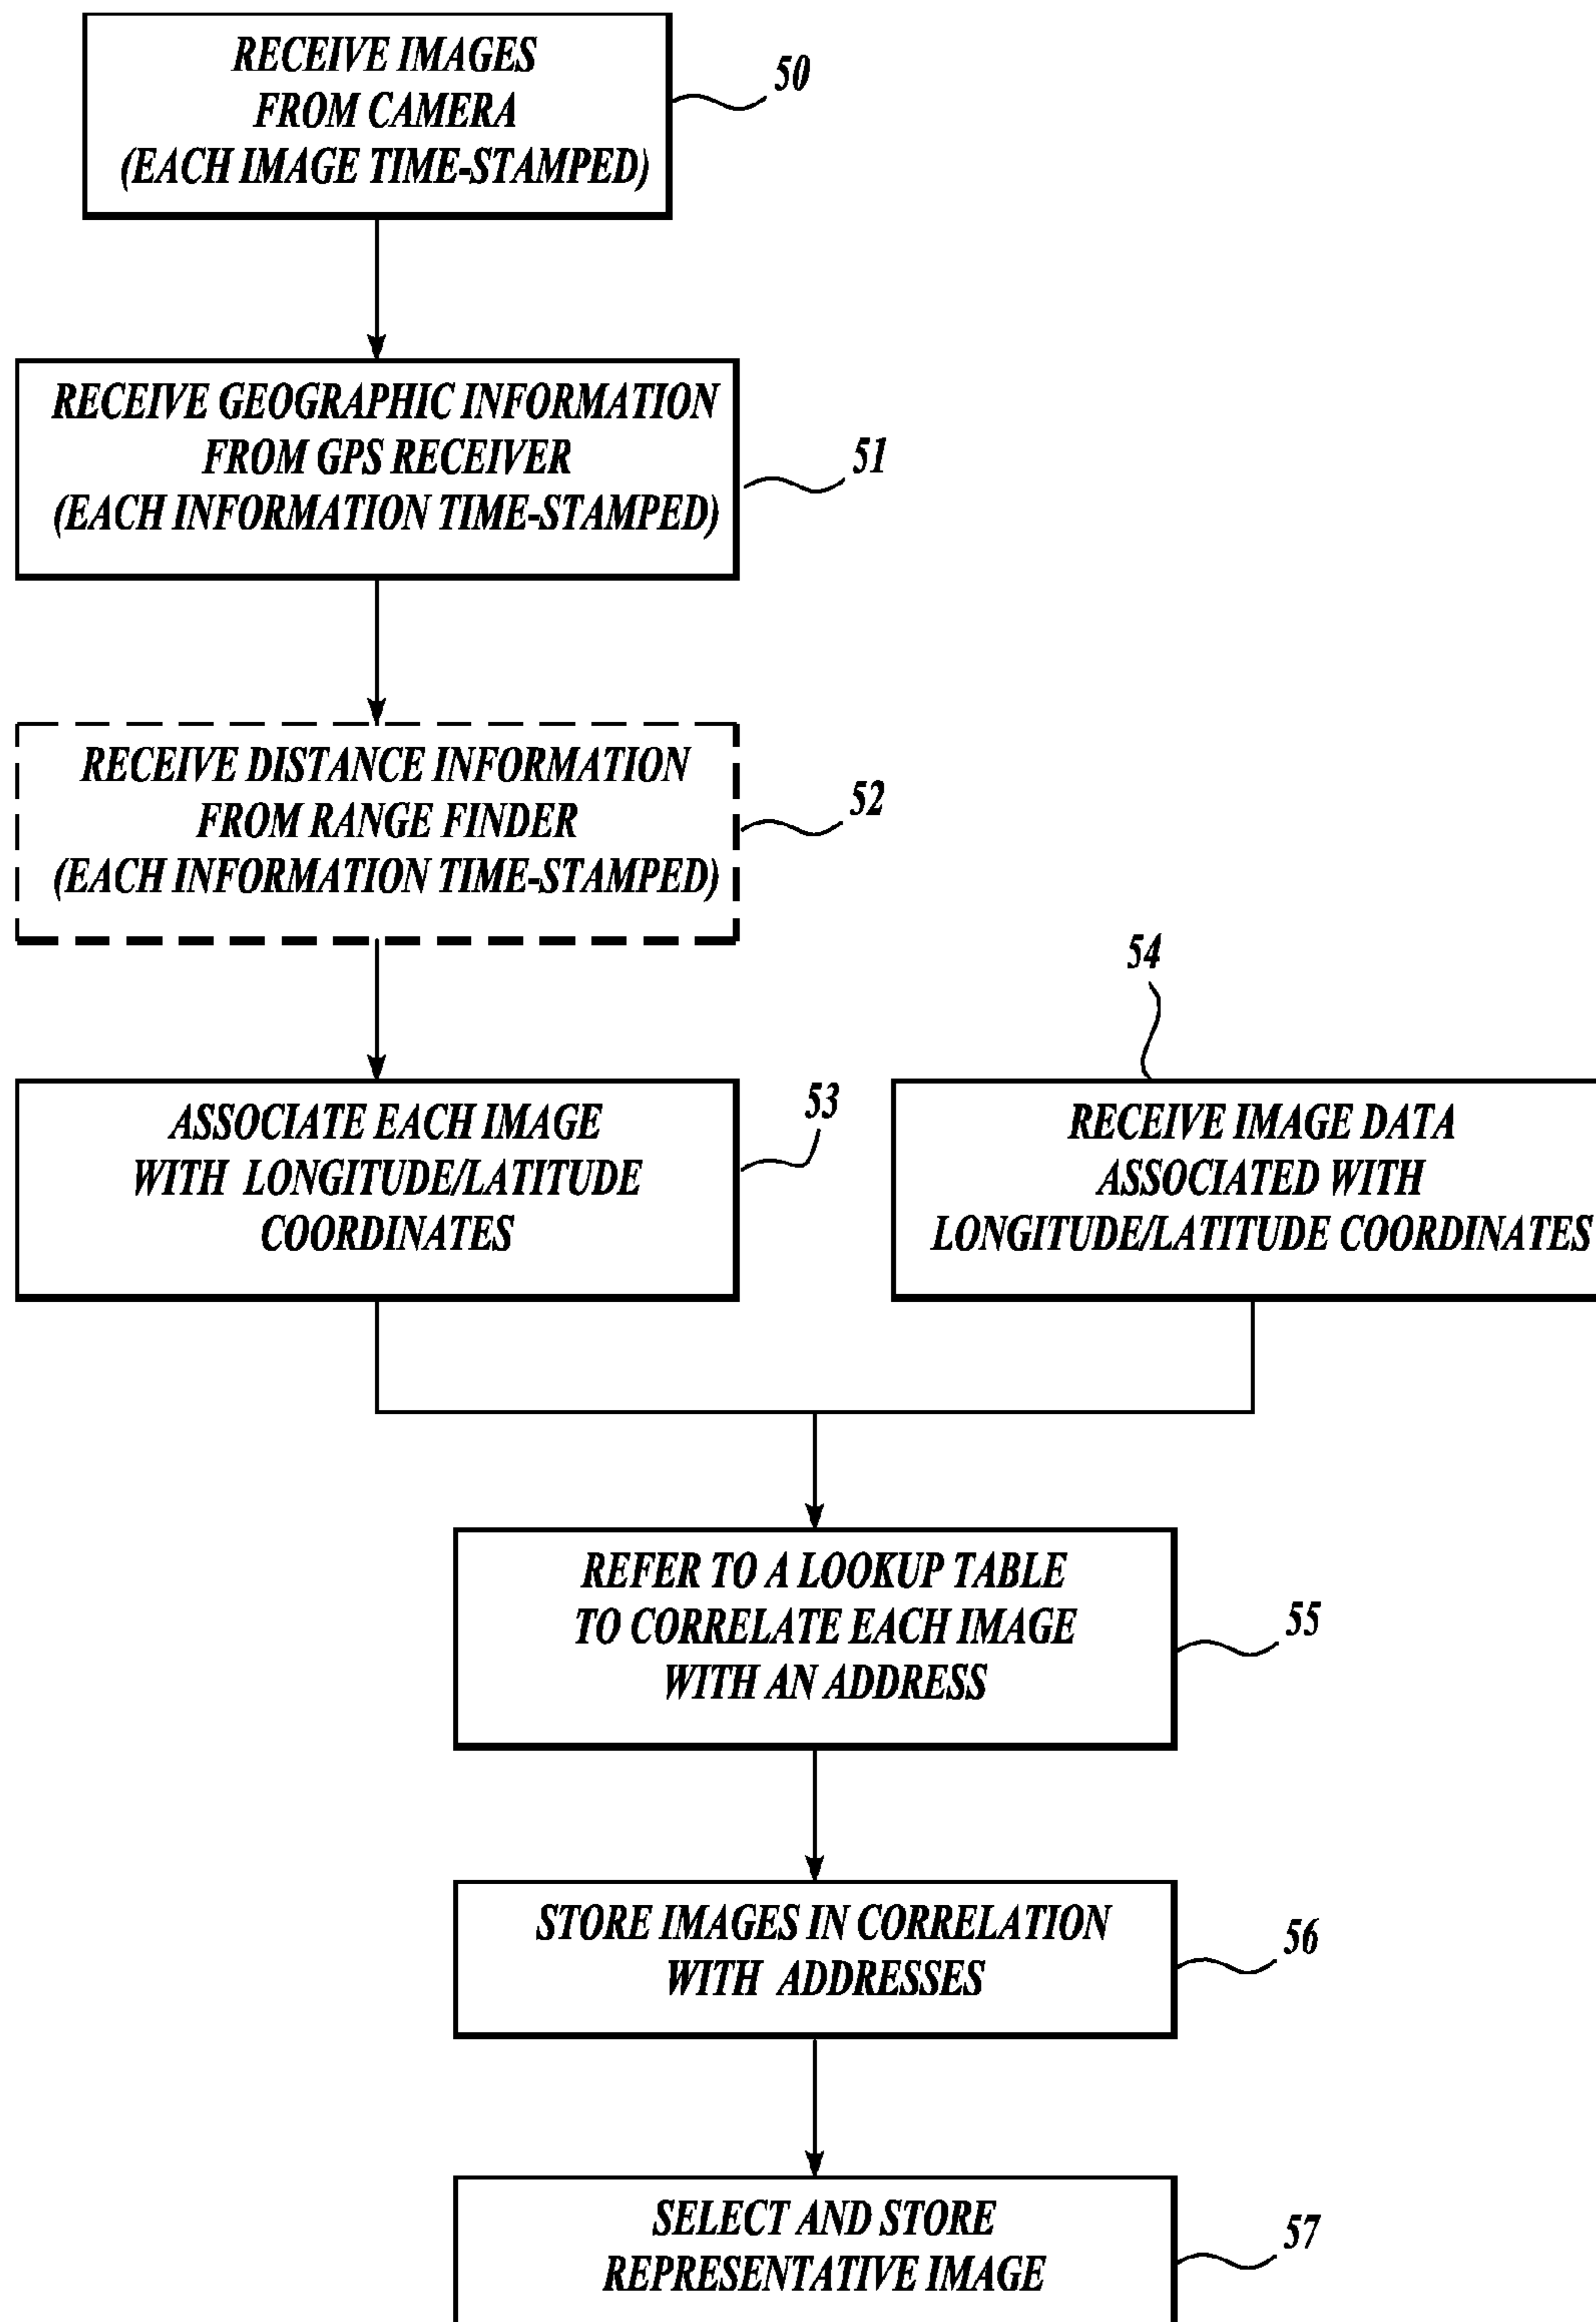 RECEIVE IMAGES
FROM CAMERA
(EACH IMAGE TIME-STAMPED)
50
RECEIVE GEOGRAPHIC INFORMATION
FROM GPS RECEIVER
(EACH INFORMATION TIME-STAMPED)
51
RECEIVE DISTANCE INFORMATION
FROM RANGE FINDER
(EACH INFORMATION TIME-STAMPED)
52
ASSOCIATE EACH IMAGE
WITH LONGITUDE/LATITUDE
COORDINATES
53
54
RECEIVE IMAGE DATA
ASSOCIATED WITH
LONGITUDE/LATITUDE COORDINATES
REFER TO A LOOKUP TABLE
TO CORRELATE EACH IMAGE
WITH AN ADDRESS
55
STORE IMAGES IN CORRELATION
WITH ADDRESSES
56
SELECT AND STORE
REPRESENTATIVE IMAGE
57